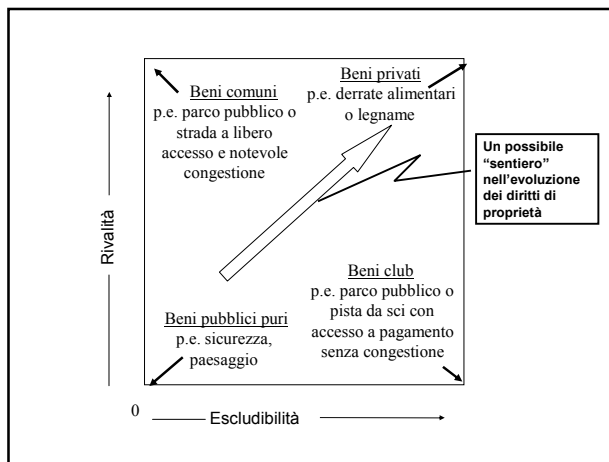 Beni comuni
p.e. parco pubblico o
strada a libero
accesso e notevole
congestione
Beni privati
p.e. derrate alimentari
o legname
Un possibile
“sentiero”
nell’evoluzione
dei diritti di
proprietà
Rivalità
Beni pubblici puri
p.e. sicurezza,
paesaggio
Beni club
p.e. parco pubblico o
pista da sci con
accesso a pagamento
senza congestione
0
Escludibilità